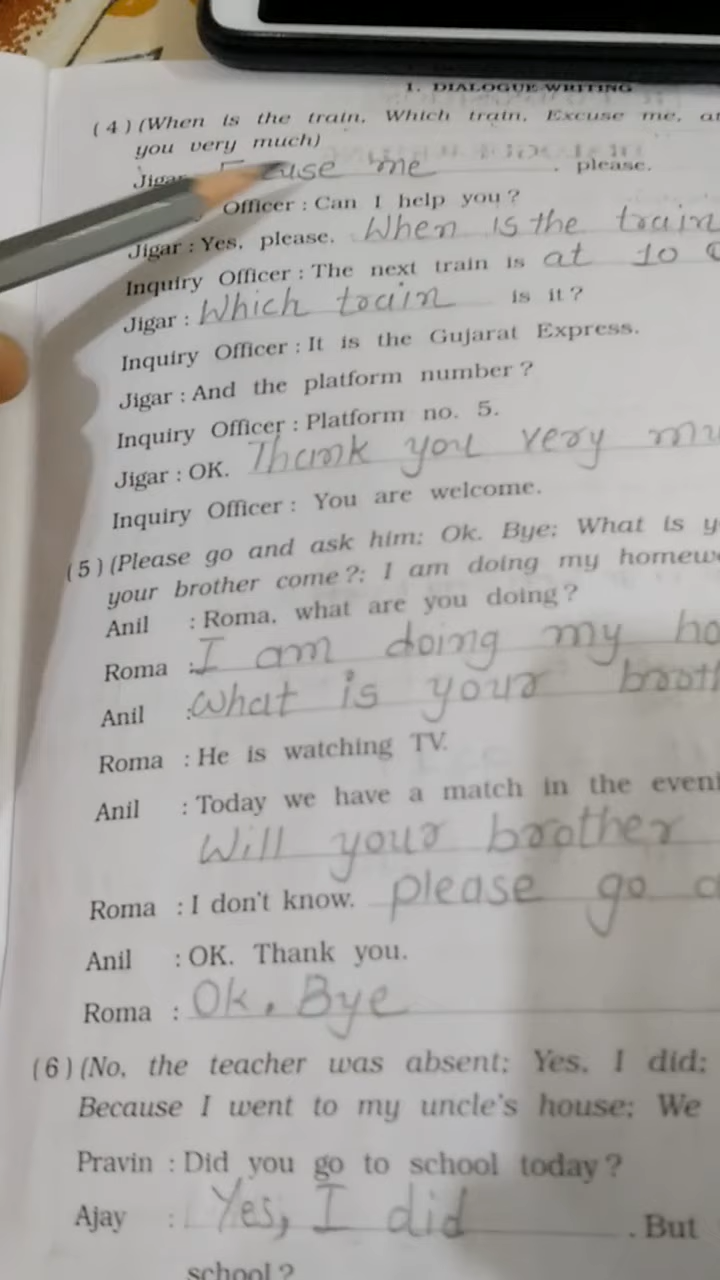 1. DIALOGUE WRITING
(4) (When is the train, Which train, Excuse me, at
you very much)
Jigar me . please.
Officer : Can I help you ?
Jigar : Yes, please. When is the train
Inquiry Officer : The next train is at 10
Jigar : Which train is it ?
Inquiry Officer : It is the Gujarat Express.
Jigar : And the platform number ?
Inquiry Officer : Platform no. 5.
Jigar : OK. Thank you very mu
Inquiry Officer : You are welcome.
(5) (Please go and ask him; Ok. Bye; What is y
your brother come ?; I am doing my homew
Anil : Roma, what are you doing ?
Roma : I am doing my ho
Anil : What is your broth
Roma : He is watching TV.
Anil : Today we have a match in the eveni
Will your brother
Roma : I don't know. please go a
Anil : OK. Thank you.
Roma : Ok. Bye
(6) (No, the teacher was absent; Yes, I did;
Because I went to my uncle's house; We
Pravin : Did you go to school today ?
Ajay : Yes, I did . But
school ?